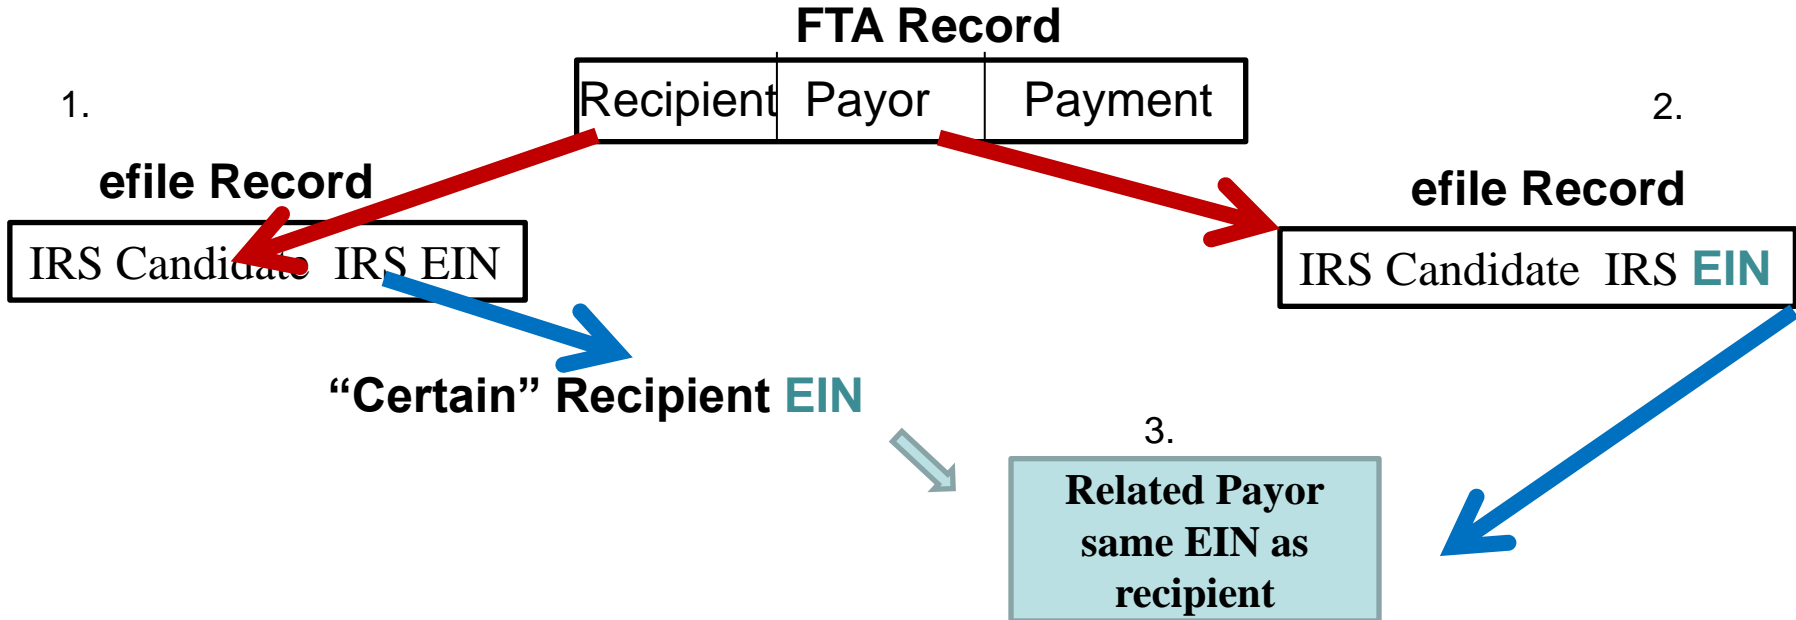 FTA Record
Recipient Payor Payment
1.
2.
efile Record
IRS Candidate IRS EIN
efile Record
IRS Candidate IRS EIN
“Certain” Recipient EIN
3.
Related Payor
same EIN as
recipient